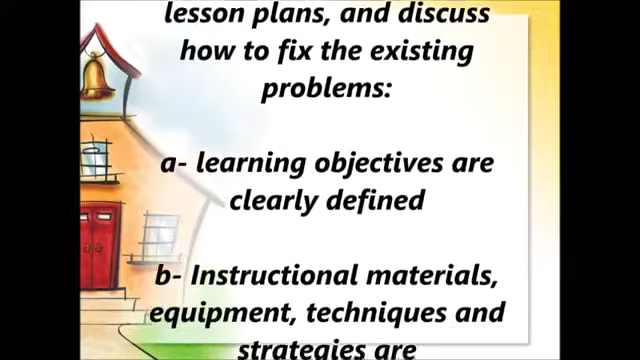 lesson plans, and discuss
how to fix the existing
problems:
a- learning objectives are
clearly defined
b- Instructional materials,
equipment, techniques and
strategies are